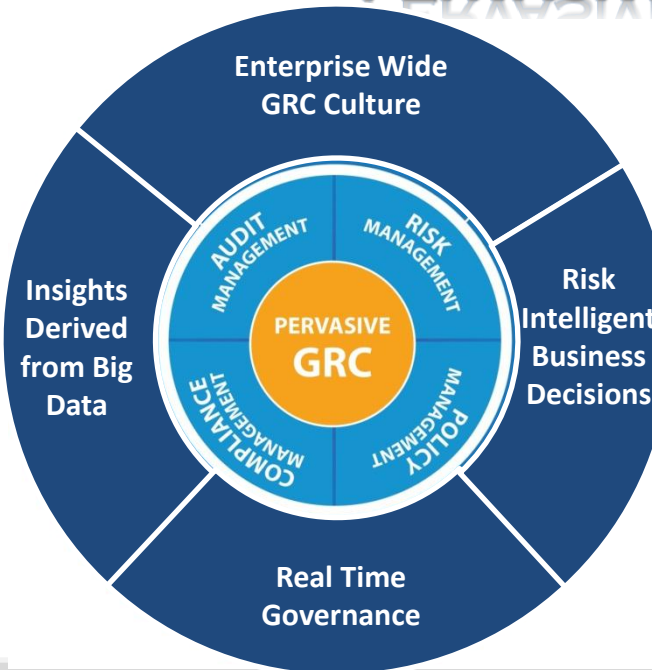 Enterprise Wide
GRC Culture
AUDIT
MANAGEMENT
RISK
MANAGEMENT
Insights
Derived
from Big
Data
PERVASIVE
GRC
Risk
Intelligent
Business
Decisions
COMPLIANCE
MANAGEMENT
POLICY
MANAGEMENT
Real Time
Governance